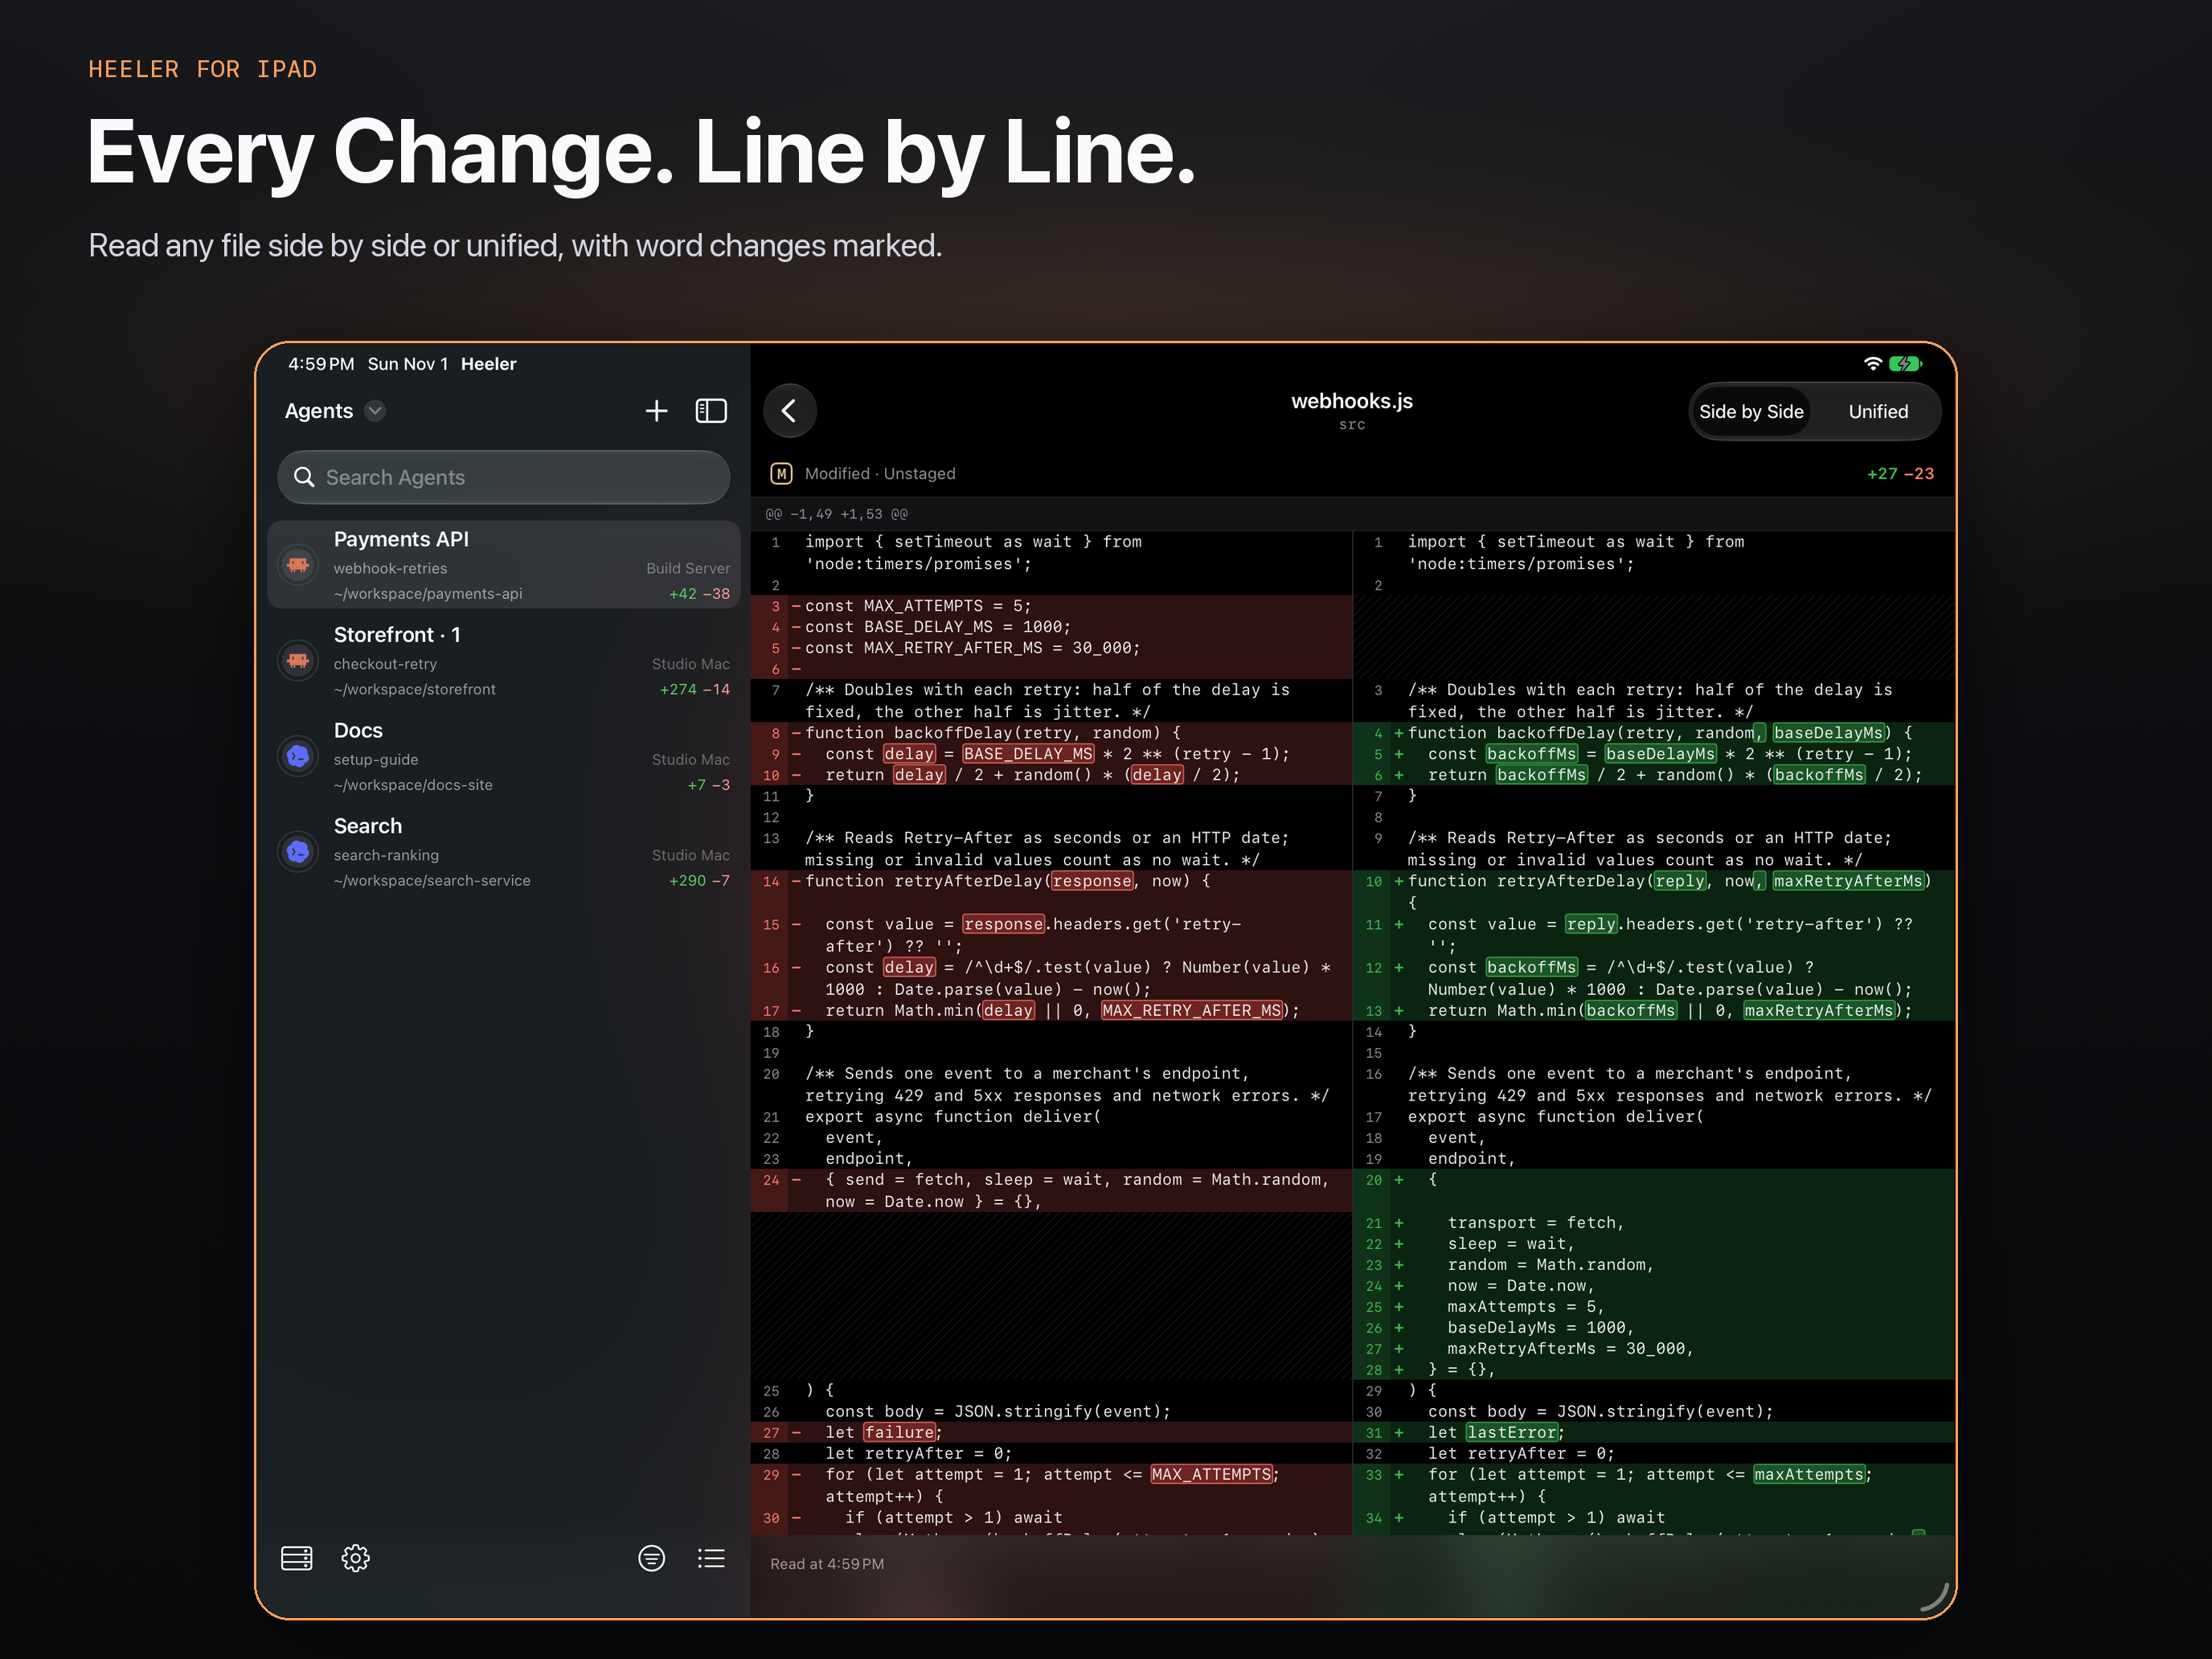 HEELER FOR IPAD
Every Change. Line by Line.
Read any file side by side or unified, with word changes marked.
4:59 PM Sun Nov 1 Heeler
Agents
Search Agents
Payments API
webhook-retries Build Server
~/workspace/payments-api +42 −38
Storefront · 1
checkout-retry Studio Mac
~/workspace/storefront +274 −14
Docs
setup-guide Studio Mac
~/workspace/docs-site +7 −3
Search
search-ranking Studio Mac
~/workspace/search-service +290 −7
webhooks.js
src
Side by Side Unified
M Modified · Unstaged +27 −23
@@ −1,49 +1,53 @@
1 import { setTimeout as wait } from
'node:timers/promises';
2
3 − const MAX_ATTEMPTS = 5;
4 − const BASE_DELAY_MS = 1000;
5 − const MAX_RETRY_AFTER_MS = 30_000;
6 −
7 /** Doubles with each retry: half of the delay is
fixed, the other half is jitter. */
8 − function backoffDelay(retry, random) {
9 − const delay = BASE_DELAY_MS * 2 ** (retry − 1);
10 − return delay / 2 + random() * (delay / 2);
11 }
12
13 /** Reads Retry-After as seconds or an HTTP date;
missing or invalid values count as no wait. */
14 − function retryAfterDelay(response, now) {
15 − const value = response.headers.get('retry-
after') ?? '';
16 − const delay = /^\d+$/.test(value) ? Number(value) *
1000 : Date.parse(value) − now();
17 − return Math.min(delay || 0, MAX_RETRY_AFTER_MS);
18 }
19
20 /** Sends one event to a merchant's endpoint,
retrying 429 and 5xx responses and network errors. */
21 export async function deliver(
22 event,
23 endpoint,
24 − { send = fetch, sleep = wait, random = Math.random,
now = Date.now } = {},
25 ) {
26 const body = JSON.stringify(event);
27 − let failure;
28 let retryAfter = 0;
29 − for (let attempt = 1; attempt <= MAX_ATTEMPTS;
attempt++) {
30 − if (attempt > 1) await
1 import { setTimeout as wait } from
'node:timers/promises';
2
3 /** Doubles with each retry: half of the delay is
fixed, the other half is jitter. */
4 + function backoffDelay(retry, random, baseDelayMs) {
5 + const backoffMs = baseDelayMs * 2 ** (retry − 1);
6 + return backoffMs / 2 + random() * (backoffMs / 2);
7 }
8
9 /** Reads Retry-After as seconds or an HTTP date;
missing or invalid values count as no wait. */
10 + function retryAfterDelay(reply, now, maxRetryAfterMs)
{
11 + const value = reply.headers.get('retry-after') ??
'';
12 + const backoffMs = /^\d+$/.test(value) ?
Number(value) * 1000 : Date.parse(value) − now();
13 + return Math.min(backoffMs || 0, maxRetryAfterMs);
14 }
15
16 /** Sends one event to a merchant's endpoint,
retrying 429 and 5xx responses and network errors. */
17 export async function deliver(
18 event,
19 endpoint,
20 + {
21 + transport = fetch,
22 + sleep = wait,
23 + random = Math.random,
24 + now = Date.now,
25 + maxAttempts = 5,
26 + baseDelayMs = 1000,
27 + maxRetryAfterMs = 30_000,
28 + } = {},
29 ) {
30 const body = JSON.stringify(event);
31 + let lastError;
32 let retryAfter = 0;
33 + for (let attempt = 1; attempt <= maxAttempts;
attempt++) {
34 + if (attempt > 1) await
Read at 4:59 PM